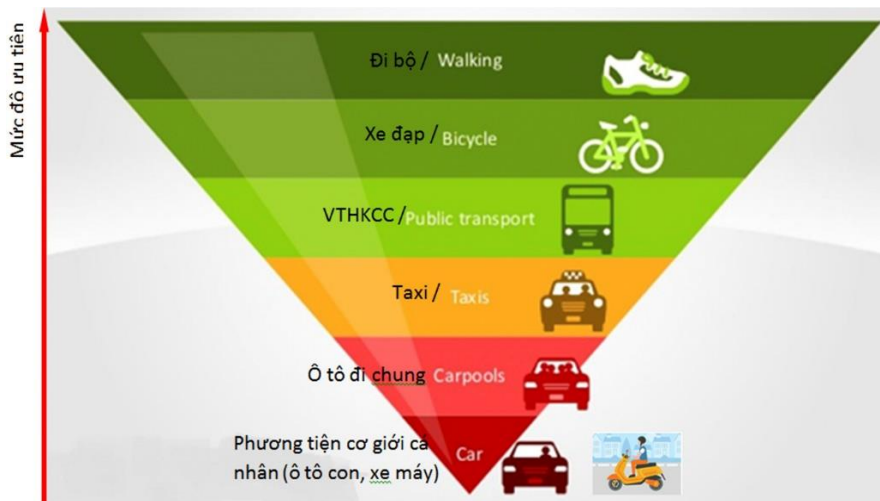 Mức độ ưu tiên
Đi bộ / Walking
Xe đạp / Bicycle
VTHKCC / Public transport
Taxi / Taxis
Ô tô đi chung Carpools
Phương tiện cơ giới cá
nhân (ô tô con, xe máy)
Car